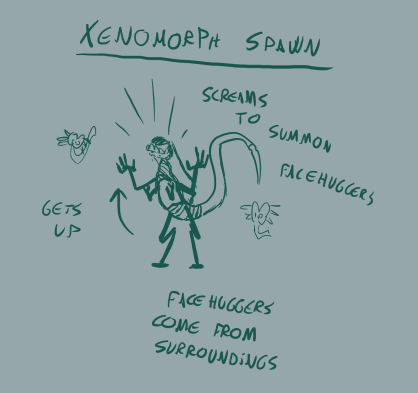 XENOMORPH SPAWN
SCREAMS
TO
SUMMON
FACEHUGGERS
GETS
UP
FACEHUGGERS
COME FROM
SURROUNDINGS